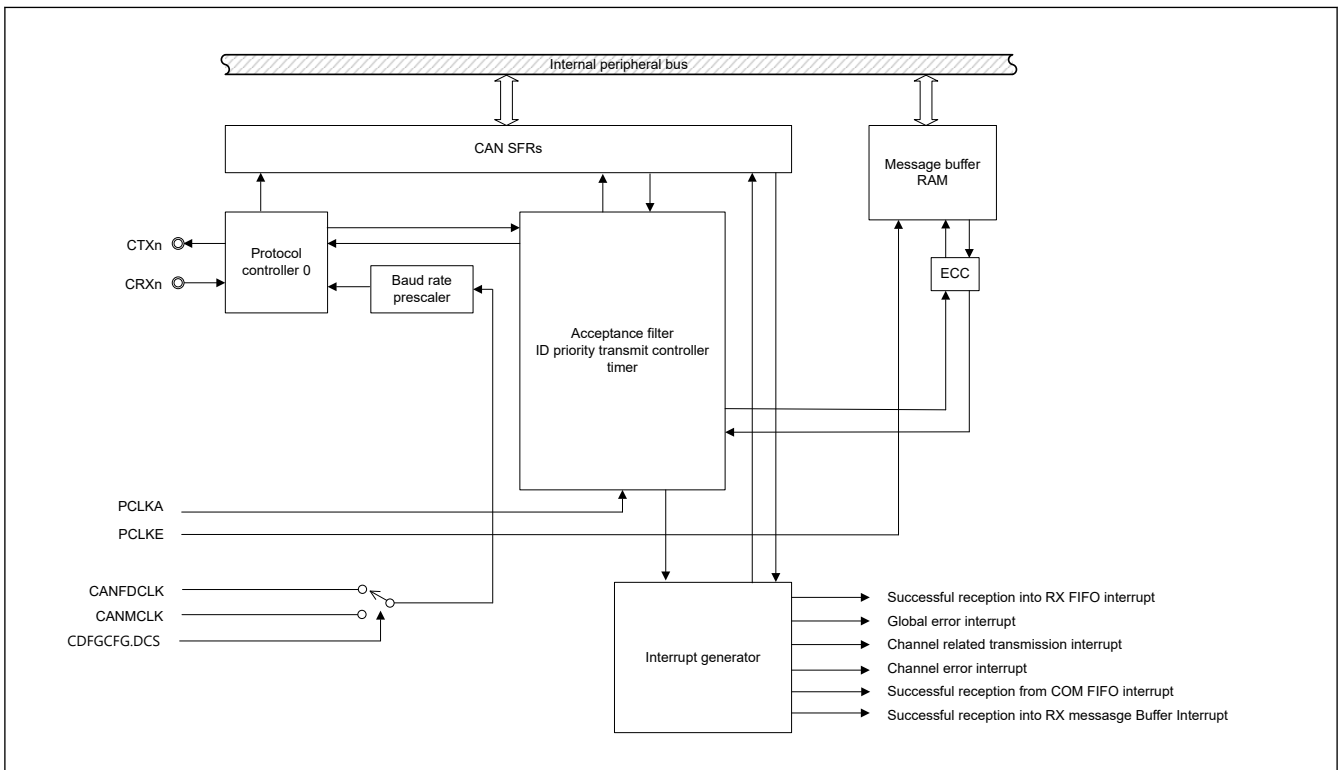 Internal peripheral bus
CAN SFRs
Message buffer
RAM
CTXn
CRXn
Protocol
controller 0
Baud rate
prescaler
ECC
Acceptance filter
ID priority transmit controller
timer
PCLKA
PCLKE
CANFDCLK
CANMCLK
CDFGCFG.DCS
Interrupt generator
Successful reception into RX FIFO interrupt
Global error interrupt
Channel related transmission interrupt
Channel error interrupt
Successful reception from COM FIFO interrupt
Successful reception into RX messasge Buffer Interrupt